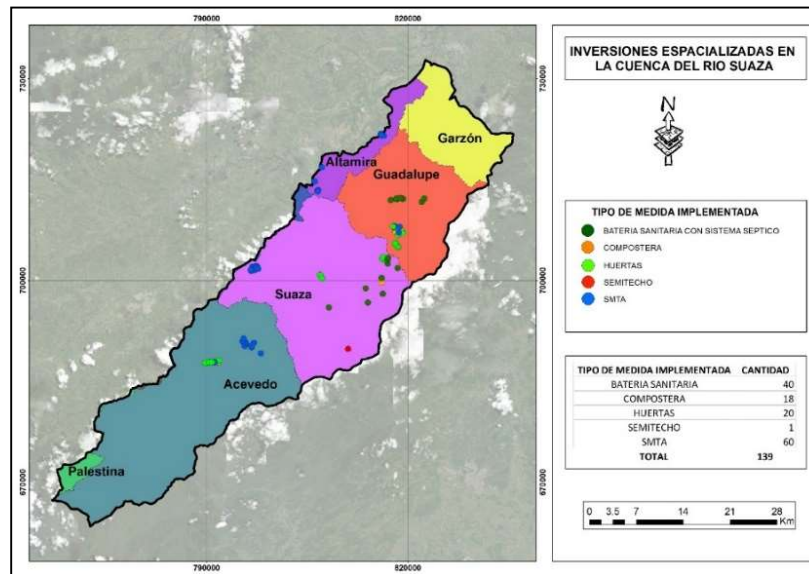 790000 820000
730000 730000
700000 700000
670000 670000
790000 820000
Garzón
Altamira
Guadalupe
Suaza
Acevedo
Palestina
INVERSIONES ESPACIALIZADAS EN
LA CUENCA DEL RIO SUAZA
N
TIPO DE MEDIDA IMPLEMENTADA
BATERIA SANITARIA CON SISTEMA SEPTICO
COMPOSTERA
HUERTAS
SEMITECHO
SMTA
TIPO DE MEDIDA IMPLEMENTADA CANTIDAD
BATERIA SANITARIA 40
COMPOSTERA 18
HUERTAS 20
SEMITECHO 1
SMTA 60
TOTAL 139
0 3.5 7 14 21 28
Km